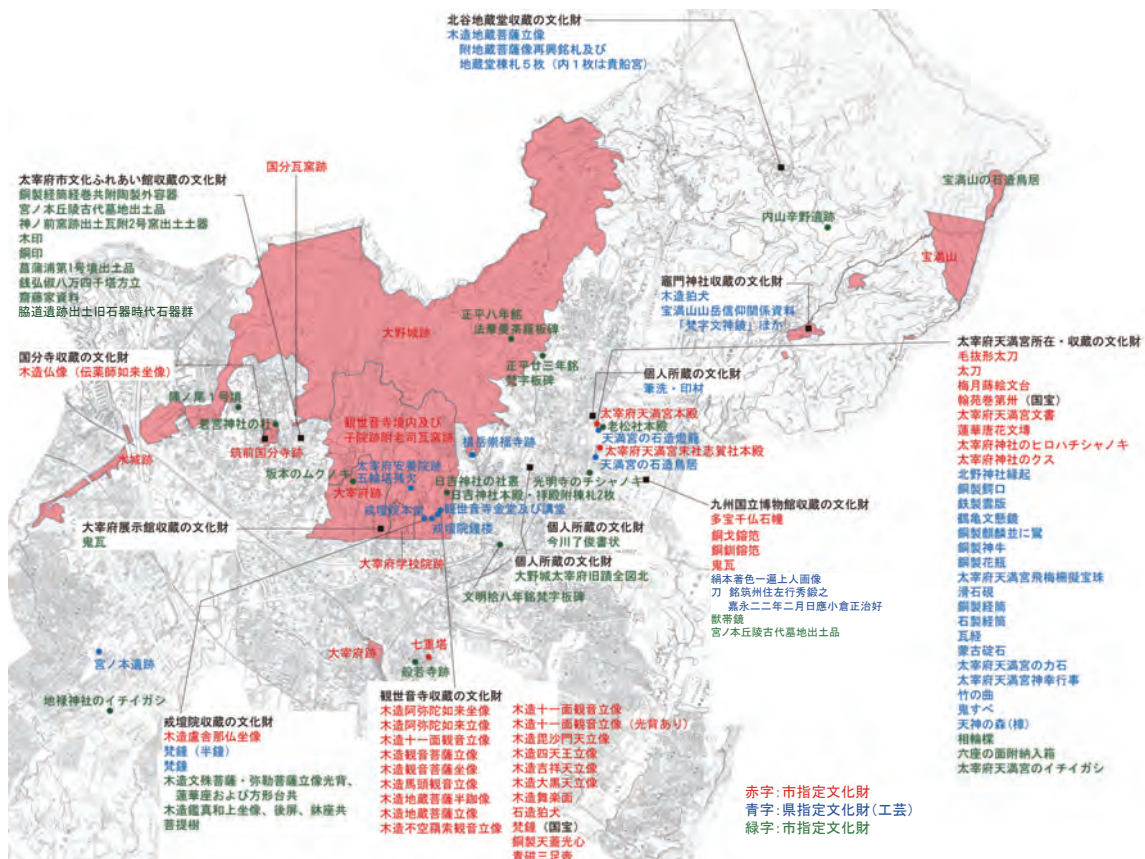 北谷地蔵堂収蔵の文化財
木造地蔵菩薩立像
附地蔵菩薩像再興銘札及び
地蔵堂棟札5枚（内1枚は貴船宮）
国分瓦窯跡
太宰府市文化ふれあい館収蔵の文化財
銅製経筒経巻共附陶製外容器
宮ノ本丘陵古代墓地出土品
神ノ前窯跡出土瓦附2号窯出土土器
木印
銅印
菖蒲浦第1号墳出土品
銭弘俶八万四千塔方立
齋藤家資料
脇道遺跡出土旧石器時代石器群
宝満山の石造鳥居
内山辛野遺跡
宝満山
竈門神社収蔵の文化財
木造狛犬
宝満山山岳信仰関係資料
「梵字文神鏡」ほか
大野城跡
正平八年銘
法華曼荼羅板碑
正平廿三年銘
梵字板碑
国分寺収蔵の文化財
木造仏像（伝薬師如来坐像）
陣ノ尾1号墳
老宮神社の杜
筑前国分寺跡
水城跡
坂本のムクノキ
観世音寺境内及び
子院跡附老司瓦窯跡
横岳崇福寺跡
太宰府安養院跡
五輪塔残欠
大宰府跡
日吉神社の社叢
日吉神社本殿・拝殿附棟札2枚
戒壇院本堂
観世音寺金堂及び講堂
戒壇院鐘楼
光明寺のチシャノキ
個人所蔵の文化財
筆洗・印材
太宰府天満宮本殿
老松社本殿
天満宮の石造燈籠
太宰府天満宮末社志賀社本殿
天満宮の石造鳥居
大宰府展示館収蔵の文化財
鬼瓦
大宰府学校院跡
個人所蔵の文化財
今川了俊書状
個人所蔵の文化財
大野城太宰府旧蹟全図北
文明拾八年銘梵字板碑
九州国立博物館収蔵の文化財
多宝千仏石幢
銅戈鎔范
銅釧鎔范
鬼瓦
絹本著色一遍上人画像
刀 銘筑州住左行秀鍛之
嘉永二二年二月日應小倉正治好
獣帯鏡
宮ノ本丘陵古代墓地出土品
太宰府天満宮所在・収蔵の文化財
毛抜形太刀
太刀
梅月蒔絵文台
翰苑巻第卅（国宝）
太宰府天満宮文書
蓮華唐花文塼
太宰府神社のヒロハチシャノキ
太宰府神社のクス
北野神社縁起
銅製鰐口
鉄製雲版
鶴亀文懸鏡
銅製麒麟並に鷽
銅製神牛
銅製花瓶
太宰府天満宮飛梅柵擬宝珠
滑石硯
銅製経筒
石製経筒
瓦経
蒙古碇石
太宰府天満宮の力石
太宰府天満宮神幸行事
竹の曲
鬼すべ
天神の森（樟）
相輪橖
六座の面附納入箱
太宰府天満宮のイチイガシ
宮ノ本遺跡
地禄神社のイチイガシ
大宰府跡
七重塔
般若寺跡
戒壇院収蔵の文化財
木造盧舎那仏坐像
梵鐘（半鐘）
梵鐘
木造文殊菩薩・弥勒菩薩立像光背、
蓮華座および方形台共
木造鑑真和上坐像、後屏、鉢座共
菩提樹
観世音寺収蔵の文化財
木造阿弥陀如来坐像
木造阿弥陀如来立像
木造十一面観音立像
木造観音菩薩立像
木造観音菩薩坐像
木造馬頭観音立像
木造地蔵菩薩半跏像
木造地蔵菩薩立像
木造不空羂索観音立像
木造十一面観音立像
木造十一面観音立像（光背あり）
木造毘沙門天立像
木造四天王立像
木造吉祥天立像
木造大黒天立像
木造舞楽面
石造狛犬
梵鐘（国宝）
銅製天蓋光心
青磁三足壺
赤字：市指定文化財
青字：県指定文化財（工芸）
緑字：市指定文化財